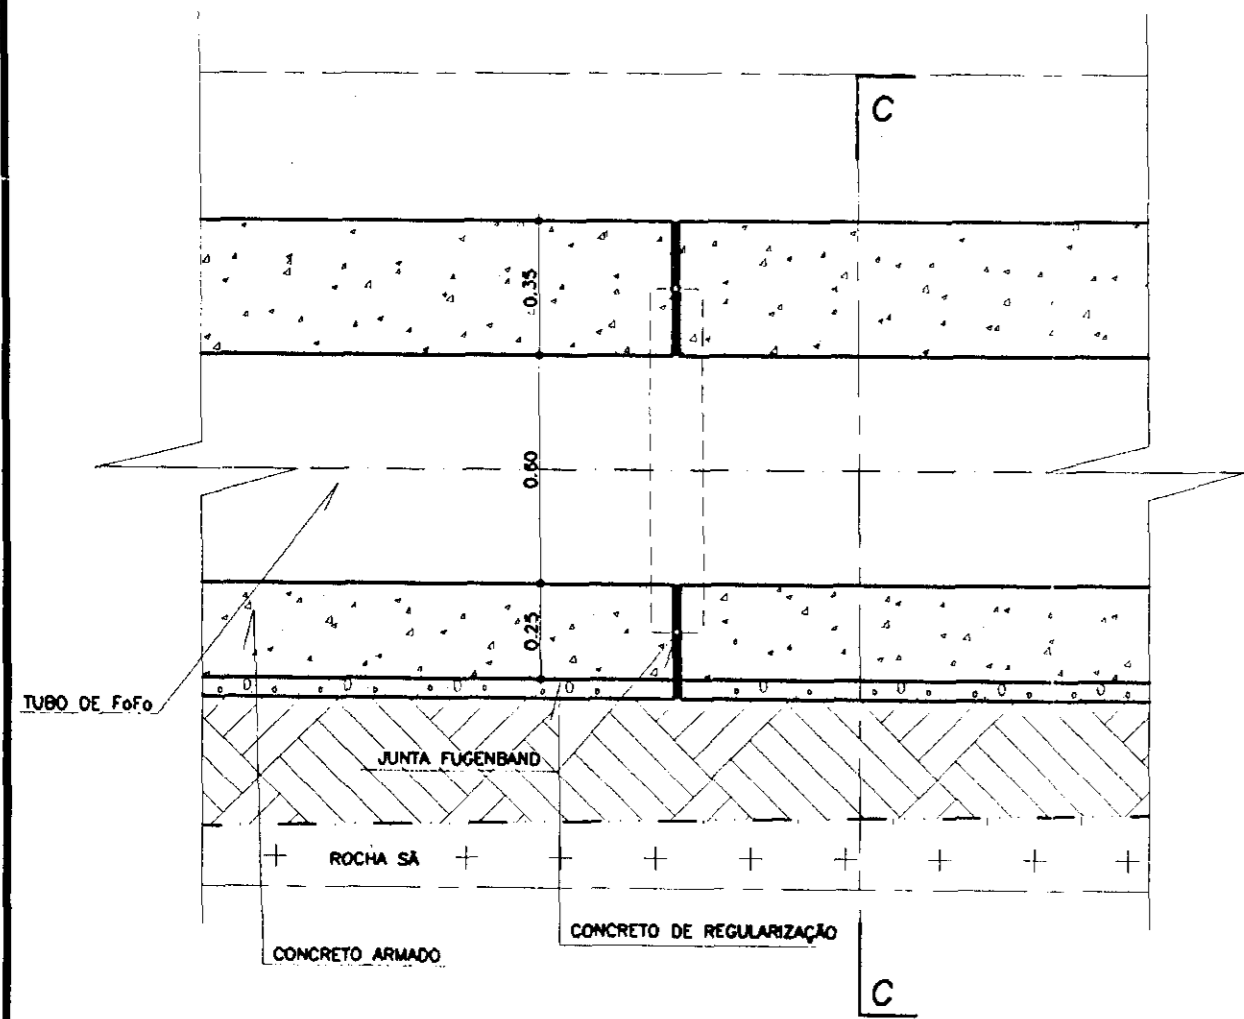 C
0.35
0.60
0.25
TUBO DE FoFo
JUNTA FUGENBAND
ROCHA SÃ
CONCRETO DE REGULARIZAÇÃO
CONCRETO ARMADO
C